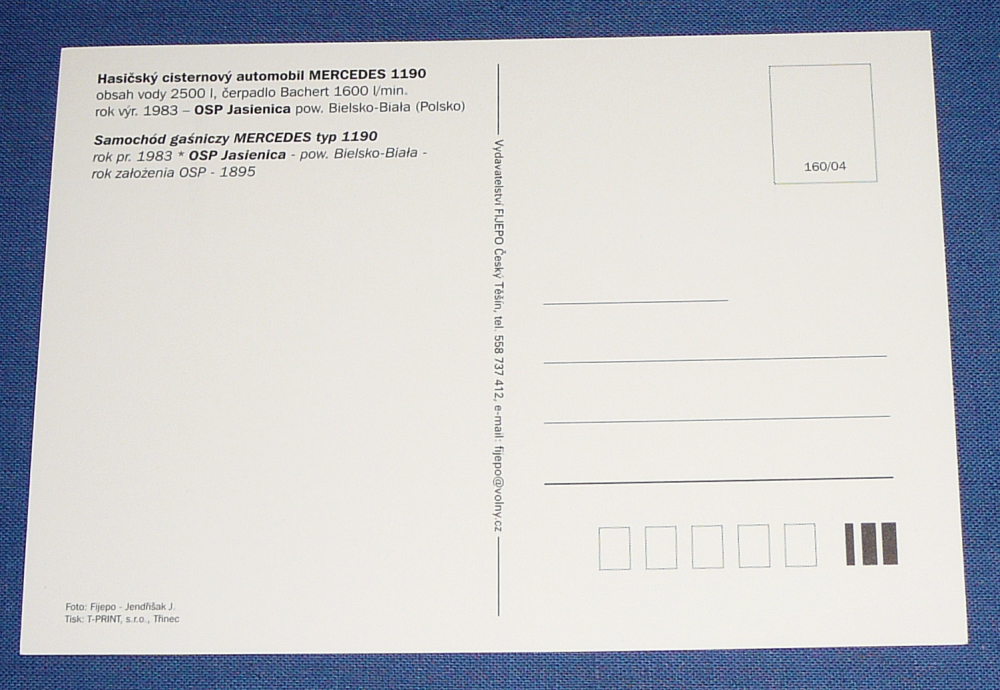 Hasičský cisternový automobil MERCEDES 1190
obsah vody 2500 l, čerpadlo Bachert 1600 l/min.
rok výr. 1983 – OSP Jasienica pow. Bielsko-Biała (Polsko)
Samochód gaśniczy MERCEDES typ 1190
rok pr. 1983 * OSP Jasienica - pow. Bielsko-Biała -
rok założenia OSP - 1895
Foto: Fijepo - Jendřišak J.
Tisk: T-PRINT, s.r.o., Třinec
Vydavatelství FIJEPO Český Těšín, tel. 558 737 412, e-mail: fijepo@volny.cz
160/04